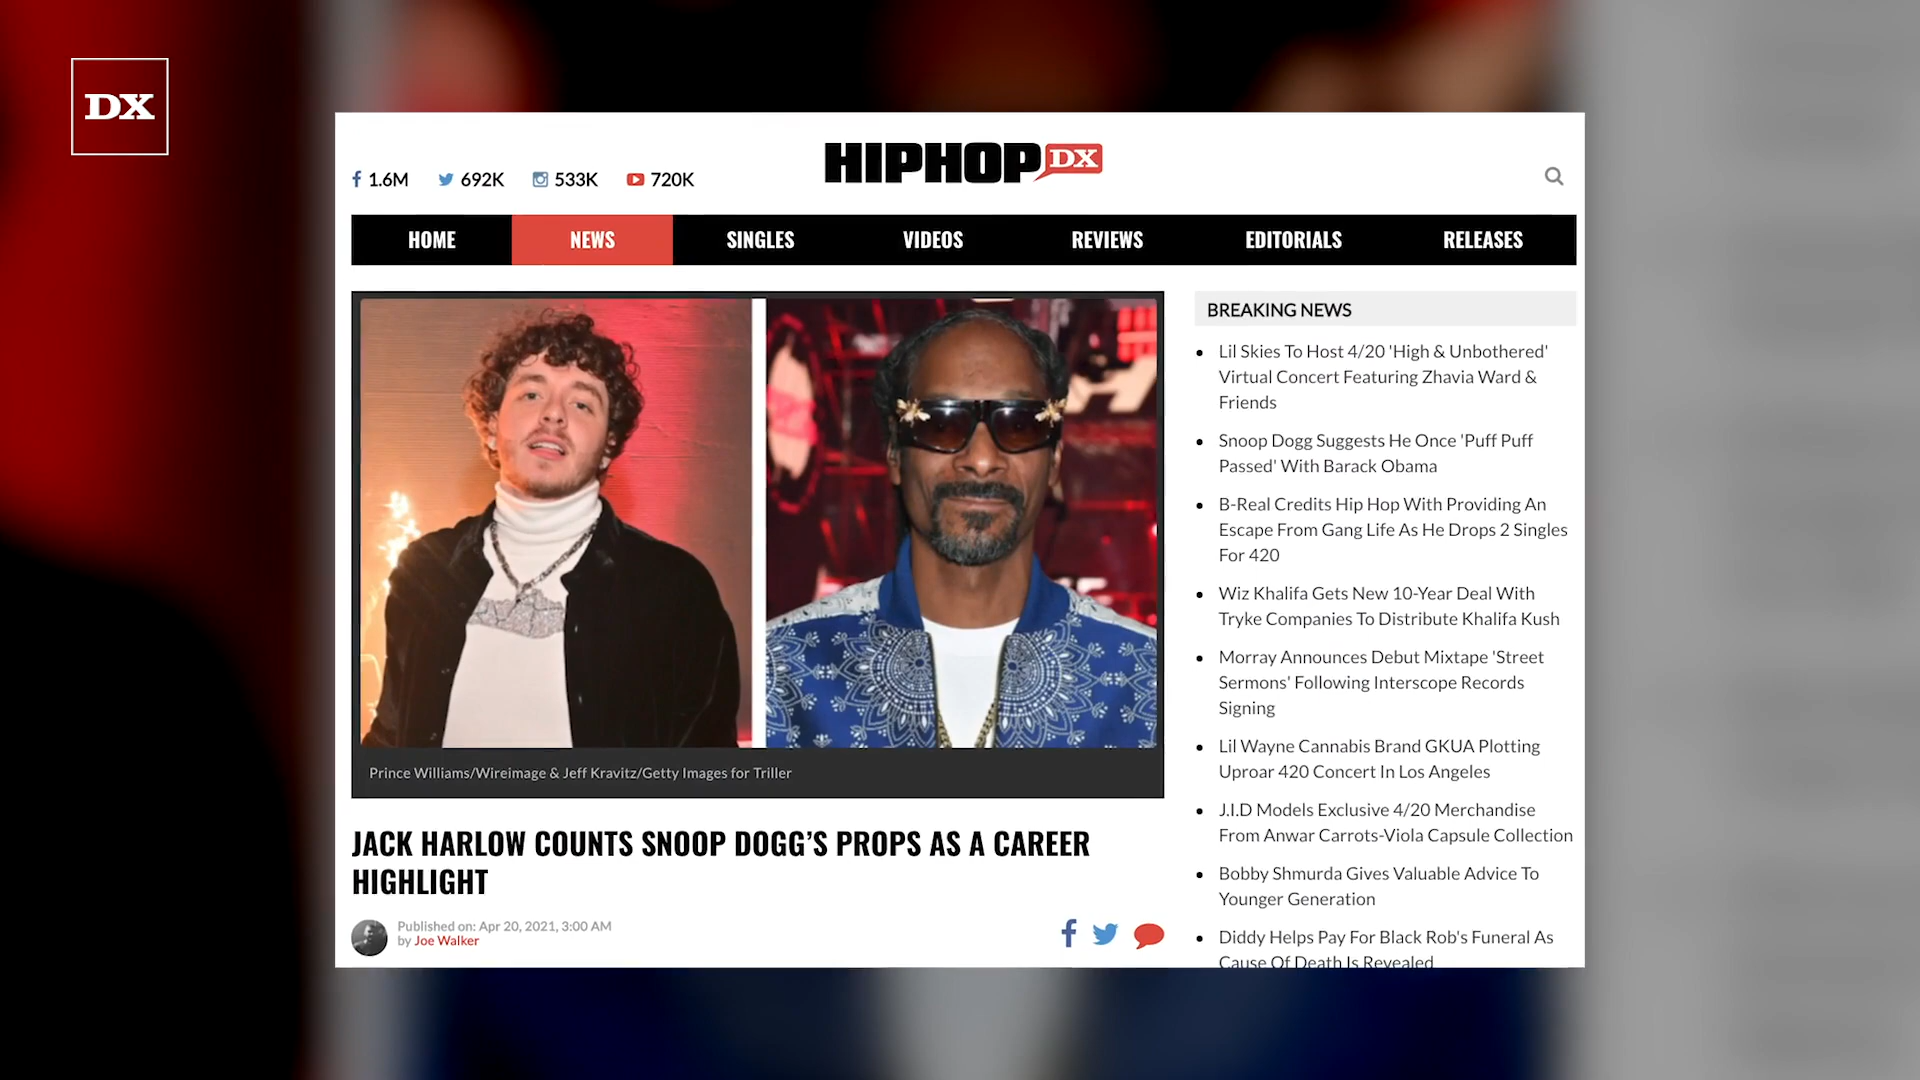 DX
1.6M 692K 533K 720K
HIPHOPDX
HOME NEWS SINGLES VIDEOS REVIEWS EDITORIALS RELEASES
Prince Williams/Wireimage & Jeff Kravitz/Getty Images for Triller
JACK HARLOW COUNTS SNOOP DOGG’S PROPS AS A CAREER
HIGHLIGHT
Published on: Apr 20, 2021, 3:00 AM
by Joe Walker
BREAKING NEWS
Lil Skies To Host 4/20 'High & Unbothered'
Virtual Concert Featuring Zhavia Ward &
Friends
Snoop Dogg Suggests He Once 'Puff Puff
Passed' With Barack Obama
B-Real Credits Hip Hop With Providing An
Escape From Gang Life As He Drops 2 Singles
For 420
Wiz Khalifa Gets New 10-Year Deal With
Tryke Companies To Distribute Khalifa Kush
Morray Announces Debut Mixtape 'Street
Sermons' Following Interscope Records
Signing
Lil Wayne Cannabis Brand GKUA Plotting
Uproar 420 Concert In Los Angeles
J.I.D Models Exclusive 4/20 Merchandise
From Anwar Carrots-Viola Capsule Collection
Bobby Shmurda Gives Valuable Advice To
Younger Generation
Diddy Helps Pay For Black Rob's Funeral As
Cause Of Death Is Revealed